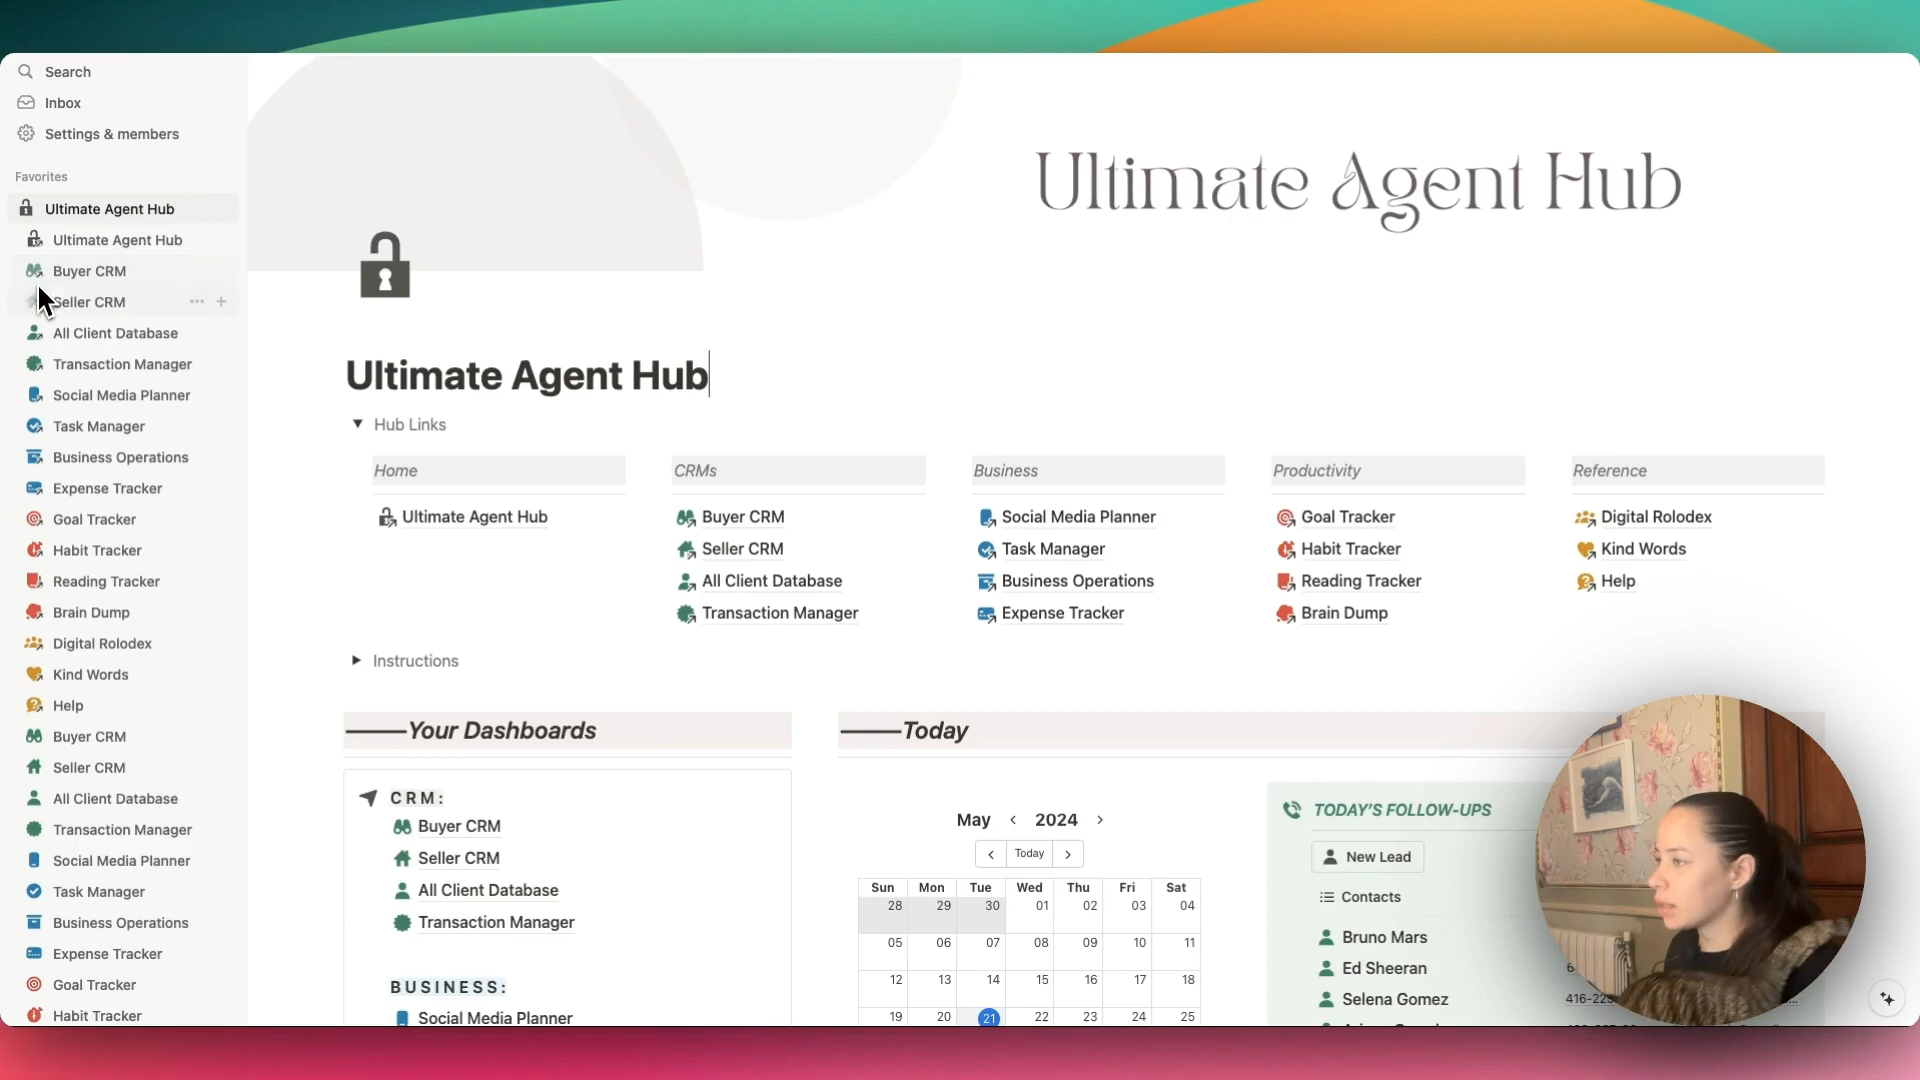 Search
Inbox
Settings & members
Favorites
Ultimate Agent Hub
Ultimate Agent Hub
Buyer CRM
Seller CRM
All Client Database
Transaction Manager
Social Media Planner
Task Manager
Business Operations
Expense Tracker
Goal Tracker
Habit Tracker
Reading Tracker
Brain Dump
Digital Rolodex
Kind Words
Help
Buyer CRM
Seller CRM
All Client Database
Transaction Manager
Social Media Planner
Task Manager
Business Operations
Expense Tracker
Goal Tracker
Habit Tracker
Ultimate Agent Hub
Ultimate Agent Hub
Hub Links
Home
Ultimate Agent Hub
CRMs
Buyer CRM
Seller CRM
All Client Database
Transaction Manager
Business
Social Media Planner
Task Manager
Business Operations
Expense Tracker
Productivity
Goal Tracker
Habit Tracker
Reading Tracker
Brain Dump
Reference
Digital Rolodex
Kind Words
Help
Instructions
———Your Dashboards
CRM:
Buyer CRM
Seller CRM
All Client Database
Transaction Manager
BUSINESS:
Social Media Planner
———Today
May < 2024 >
< Today >
Sun Mon Tue Wed Thu Fri Sat
28 29 30 01 02 03 04
05 06 07 08 09 10 11
12 13 14 15 16 17 18
19 20 21 22 23 24 25
TODAY'S FOLLOW-UPS
New Lead
Contacts
Bruno Mars
Ed Sheeran
Selena Gomez